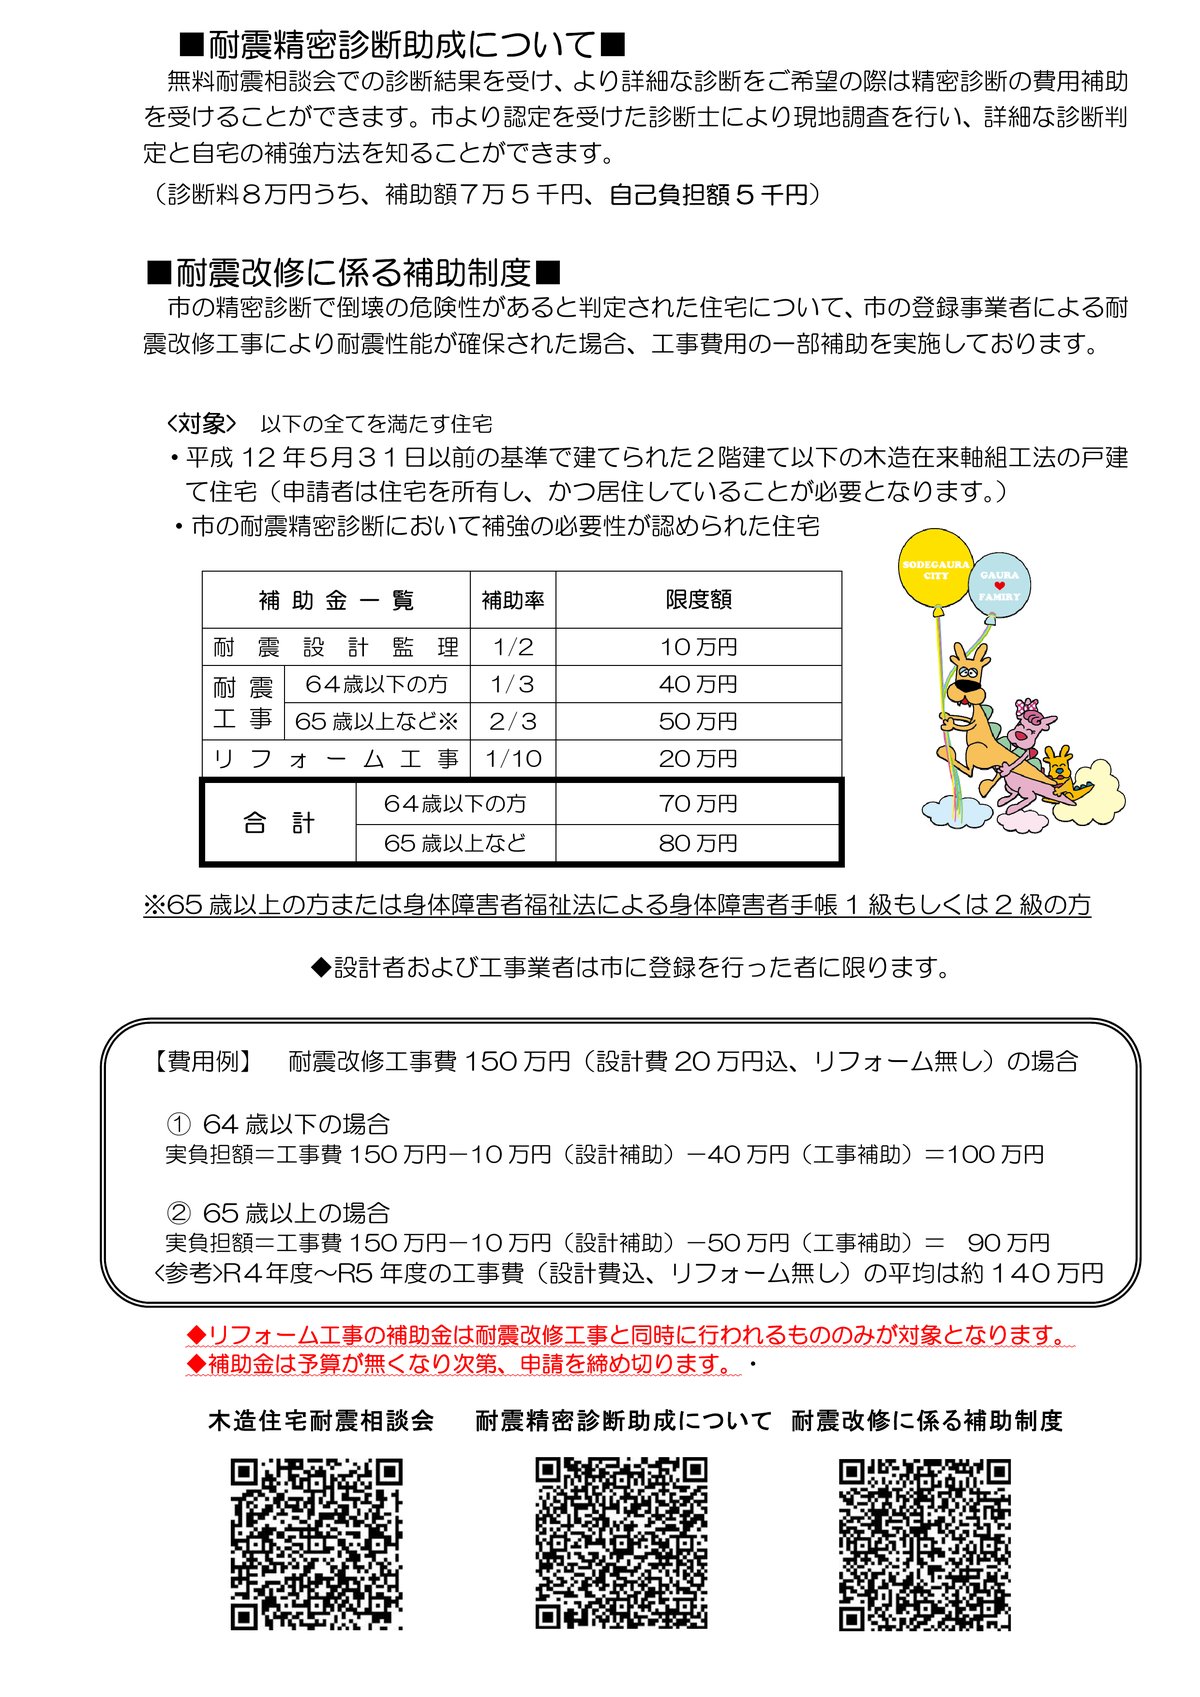 ■耐震精密診断助成について■
無料耐震相談会での診断結果を受け、より詳細な診断をご希望の際は精密診断の費用補助
を受けることができます。市より認定を受けた診断士により現地調査を行い、詳細な診断判
定と自宅の補強方法を知ることができます。
（診断料８万円うち、補助額７万５千円、自己負担額５千円）
■耐震改修に係る補助制度■
市の精密診断で倒壊の危険性があると判定された住宅について、市の登録事業者による耐
震改修工事により耐震性能が確保された場合、工事費用の一部補助を実施しております。
<対象>　以下の全てを満たす住宅
・平成 12 年５月３１日以前の基準で建てられた２階建て以下の木造在来軸組工法の戸建
て住宅（申請者は住宅を所有し、かつ居住していることが必要となります。）
・市の耐震精密診断において補強の必要性が認められた住宅
SODEGAURA
CITY
GAURA
FAMIRY
補助金一覧 補助率 限度額
耐震設計監理 1/2 10 万円
耐震
工事
64歳以下の方 1/3 40 万円
65 歳以上など※ 2/3 50 万円
リフォーム工事 1/10 20 万円
合計
64歳以下の方 70 万円
65 歳以上など 80 万円
※65 歳以上の方または身体障害者福祉法による身体障害者手帳 1 級もしくは 2 級の方
◆設計者および工事業者は市に登録を行った者に限ります。
【費用例】　耐震改修工事費 150 万円（設計費 20 万円込、リフォーム無し）の場合
① 64 歳以下の場合
実負担額＝工事費 150 万円－10 万円（設計補助）－40 万円（工事補助）＝100 万円
② 65 歳以上の場合
実負担額＝工事費 150 万円－10 万円（設計補助）－50 万円（工事補助）＝　90 万円
<参考>R４年度～R5 年度の工事費（設計費込、リフォーム無し）の平均は約 140 万円
◆リフォーム工事の補助金は耐震改修工事と同時に行われるもののみが対象となります。
◆補助金は予算が無くなり次第、申請を締め切ります。・
木造住宅耐震相談会 耐震精密診断助成について 耐震改修に係る補助制度